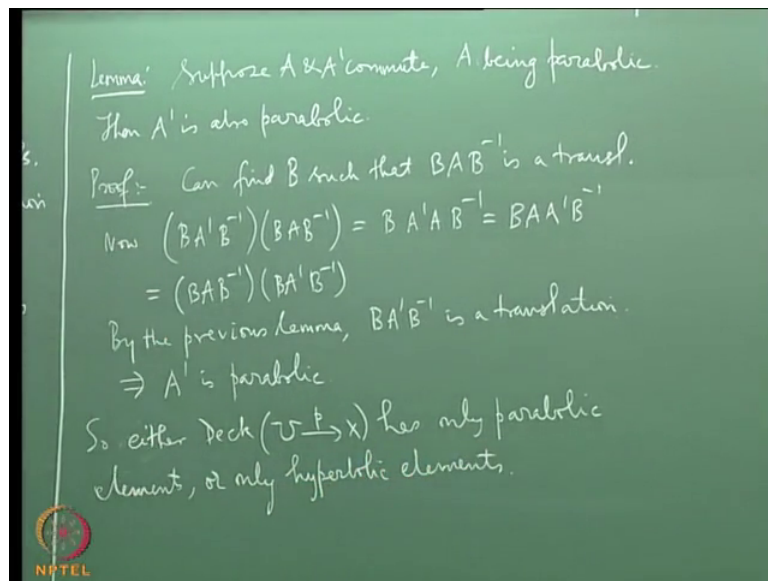 Lemma: Suppose A & A' commute, A being parabolic.
Then A' is also parabolic.
Proof:- Can find B such that BAB⁻¹ is a transl.
Now (BA'B⁻¹)(BAB⁻¹) = BA'AB⁻¹ = BAA'B⁻¹
= (BAB⁻¹)(BA'B⁻¹)
By the previous lemma, BA'B⁻¹ is a translation.
⇒ A' is parabolic.
So either Deck(U →ᵖ X) has only parabolic
elements, or only hyperbolic elements.
NPTEL